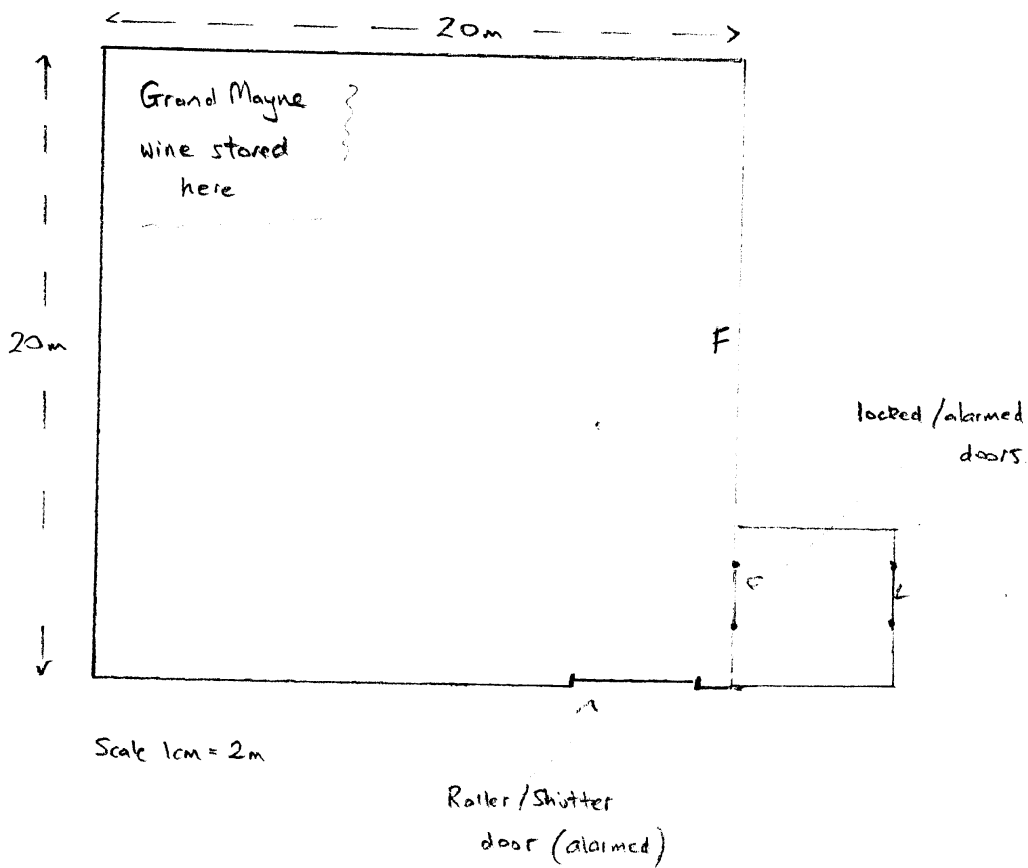 20m
Grand Mayne
wine stored
here
20m
F
locked/alarmed
doors
Scale 1cm = 2m
Roller/Shutter
door (alarmed)